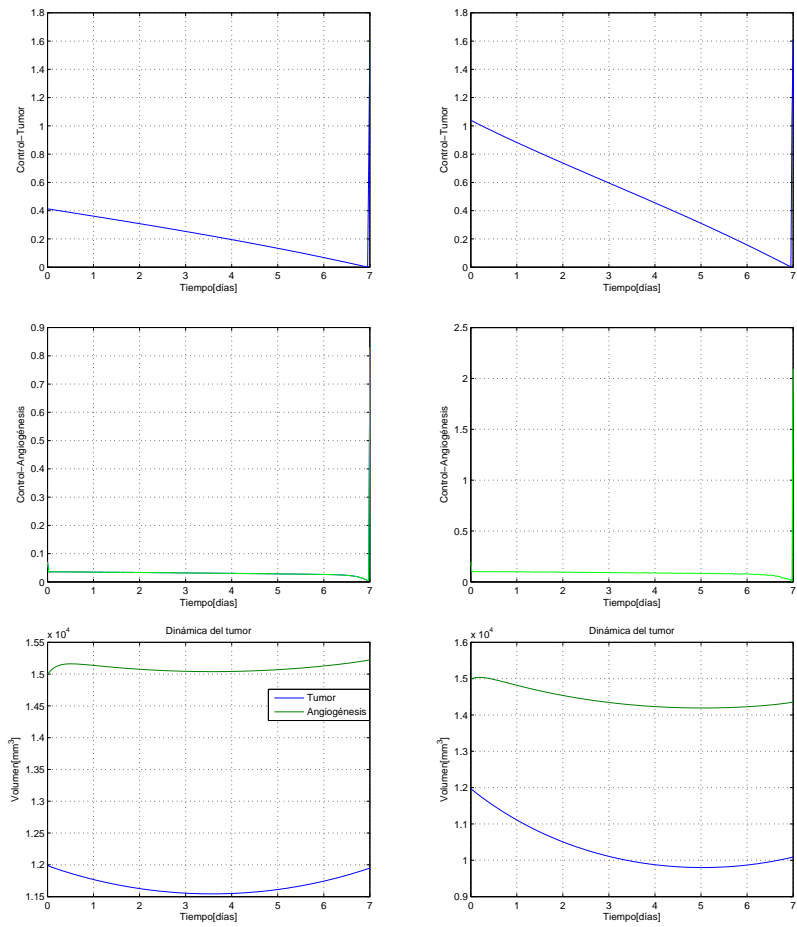 Control–Tumor
1.8
1.6
1.4
1.2
1
0.8
0.6
0.4
0.2
0
0 1 2 3 4 5 6 7
Tiempo[días]
Control–Tumor
1.8
1.6
1.4
1.2
1
0.8
0.6
0.4
0.2
0
0 1 2 3 4 5 6 7
Tiempo[días]
Control–Angiogénesis
0.9
0.8
0.7
0.6
0.5
0.4
0.3
0.2
0.1
0
0 1 2 3 4 5 6 7
Tiempo[días]
Control–Angiogénesis
2.5
2
1.5
1
0.5
0
0 1 2 3 4 5 6 7
Tiempo[días]
Dinámica del tumor
x 10^4
Volumen[mm^3]
1.55
1.5
1.45
1.4
1.35
1.3
1.25
1.2
1.15
Tumor
Angiogénesis
0 1 2 3 4 5 6 7
Tiempo[días]
Dinámica del tumor
x 10^4
Volumen[mm^3]
1.6
1.5
1.4
1.3
1.2
1.1
1
0.9
0 1 2 3 4 5 6 7
Tiempo[días]